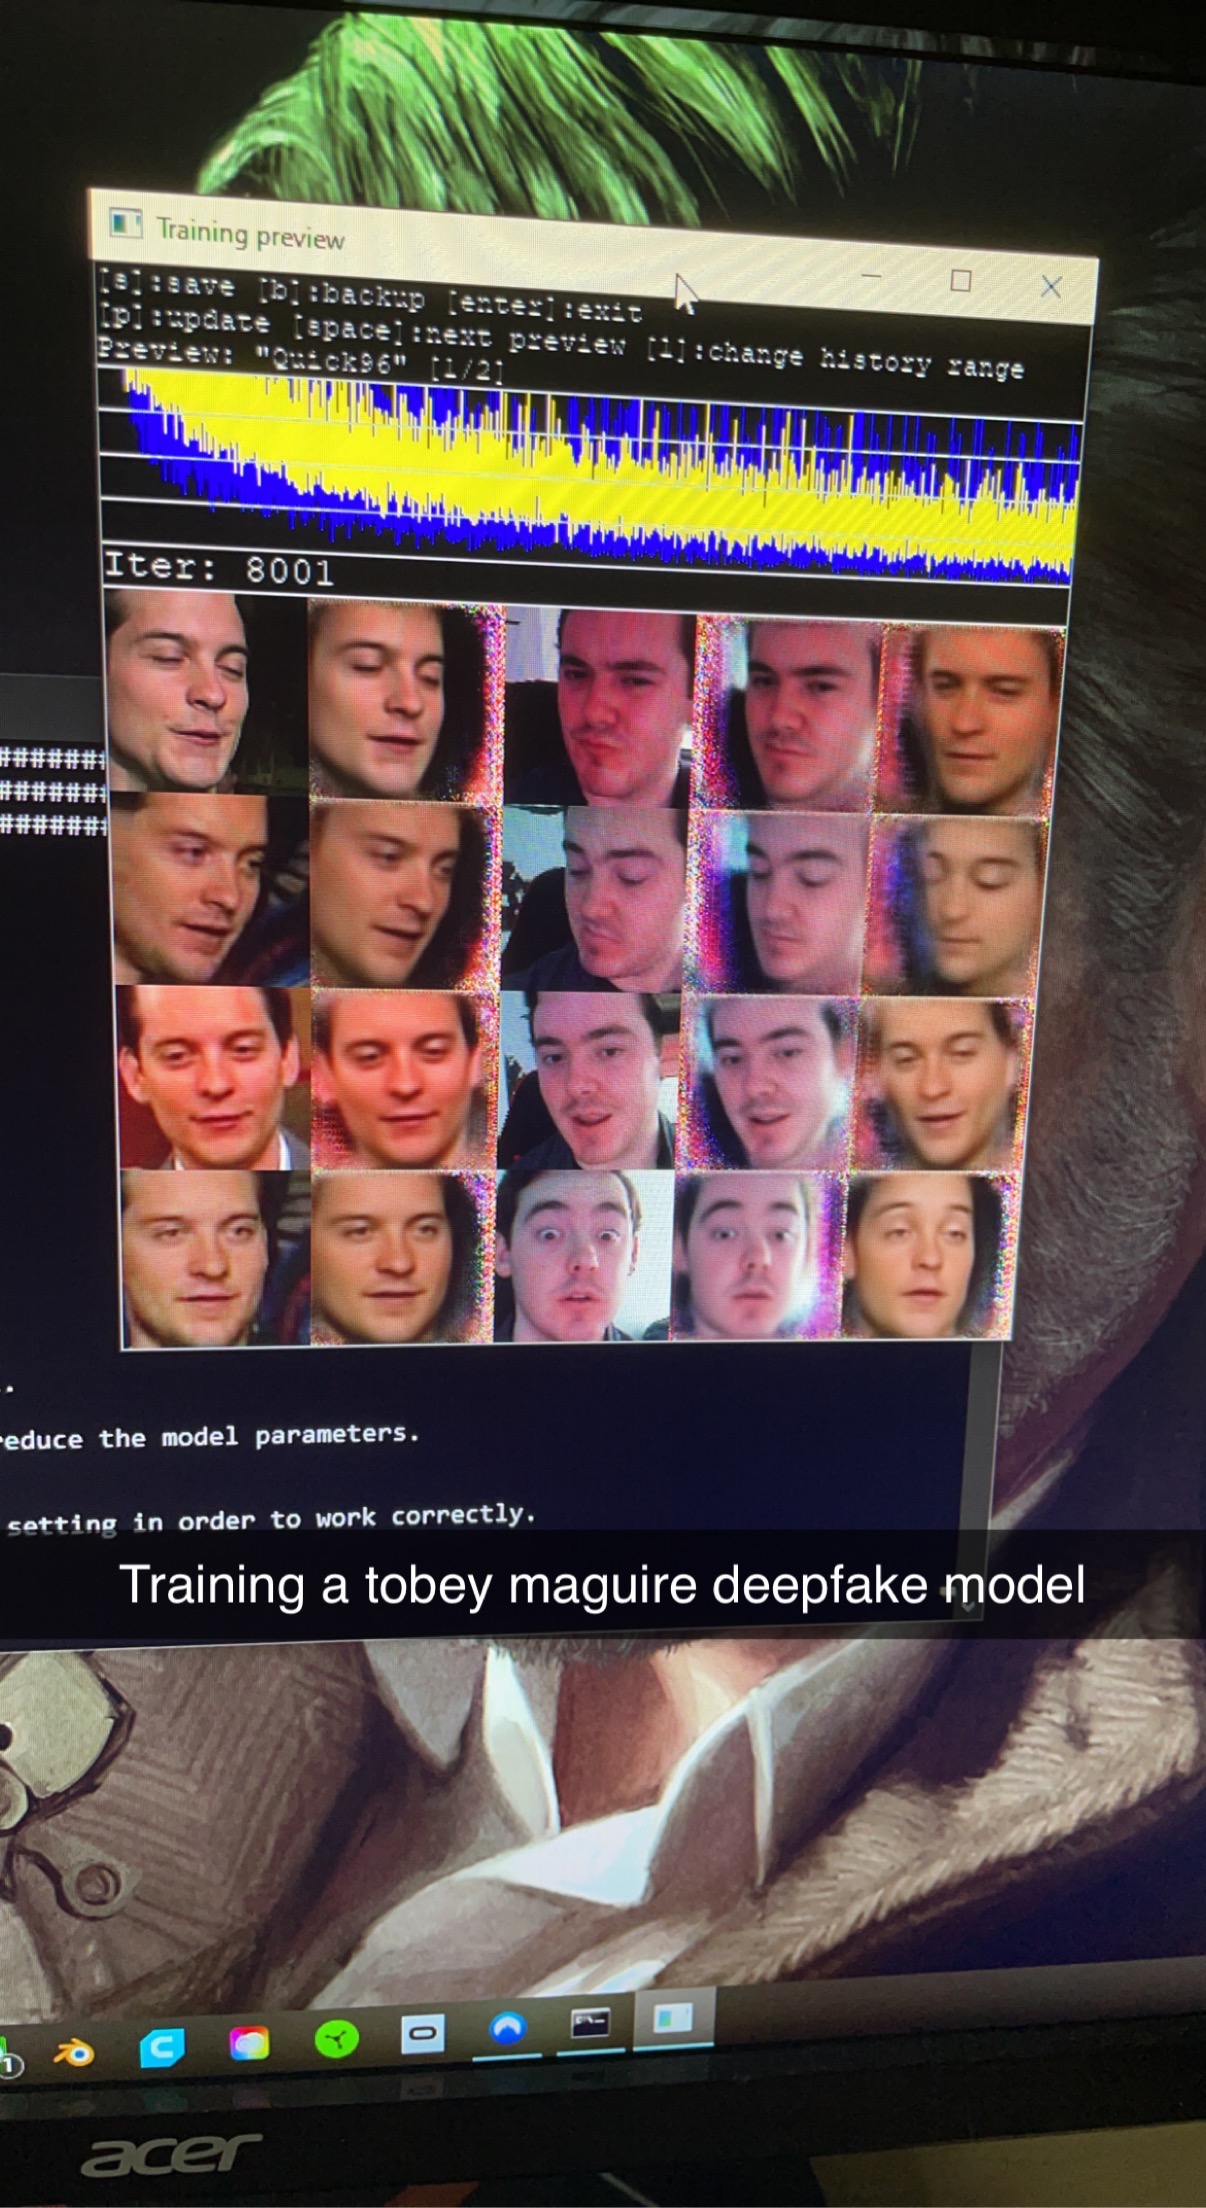 Training preview
[s]:save [b]:backup [enter]:exit
[p]:update [space]:next preview [l]:change history range
Preview: "Quick96" [1/2]
Iter: 8001
#######
#######
#######
.
educe the model parameters.
setting in order to work correctly.
Training a tobey maguire deepfake model
1
acer